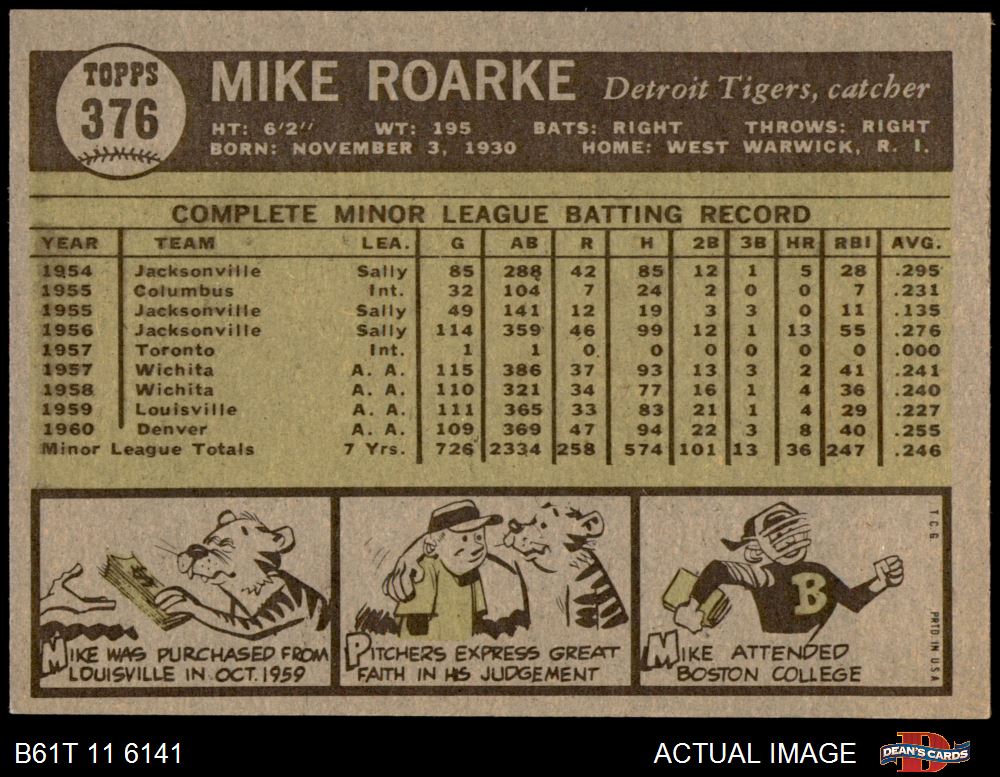 TOPPS
376
MIKE ROARKE Detroit Tigers, catcher
HT: 6'2" WT: 195 BATS: RIGHT THROWS: RIGHT
BORN: NOVEMBER 3, 1930 HOME: WEST WARWICK, R. I.
COMPLETE MINOR LEAGUE BATTING RECORD
YEAR TEAM LEA. G AB R H 2B 3B HR RBI AVG.
1954 Jacksonville Sally 85 288 42 85 12 1 5 28 .295
1955 Columbus Int. 32 104 7 24 2 0 0 7 .231
1955 Jacksonville Sally 49 141 12 19 3 3 0 11 .135
1956 Jacksonville Sally 114 359 46 99 12 1 13 55 .276
1957 Toronto Int. 1 1 0 0 0 0 0 0 .000
1957 Wichita A. A. 115 386 37 93 13 3 2 41 .241
1958 Wichita A. A. 110 321 34 77 16 1 4 36 .240
1959 Louisville A. A. 111 365 33 83 21 1 4 29 .227
1960 Denver A. A. 109 369 47 94 22 3 8 40 .255
Minor League Totals 7 Yrs. 726 2334 258 574 101 13 36 247 .246
MIKE WAS PURCHASED FROM
LOUISVILLE IN OCT. 1959
PITCHERS EXPRESS GREAT
FAITH IN HIS JUDGEMENT
B
MIKE ATTENDED
BOSTON COLLEGE
T.C.G.
PRTD. IN U.S.A.
B61T 11 6141
ACTUAL IMAGE
DEAN'S CARDS